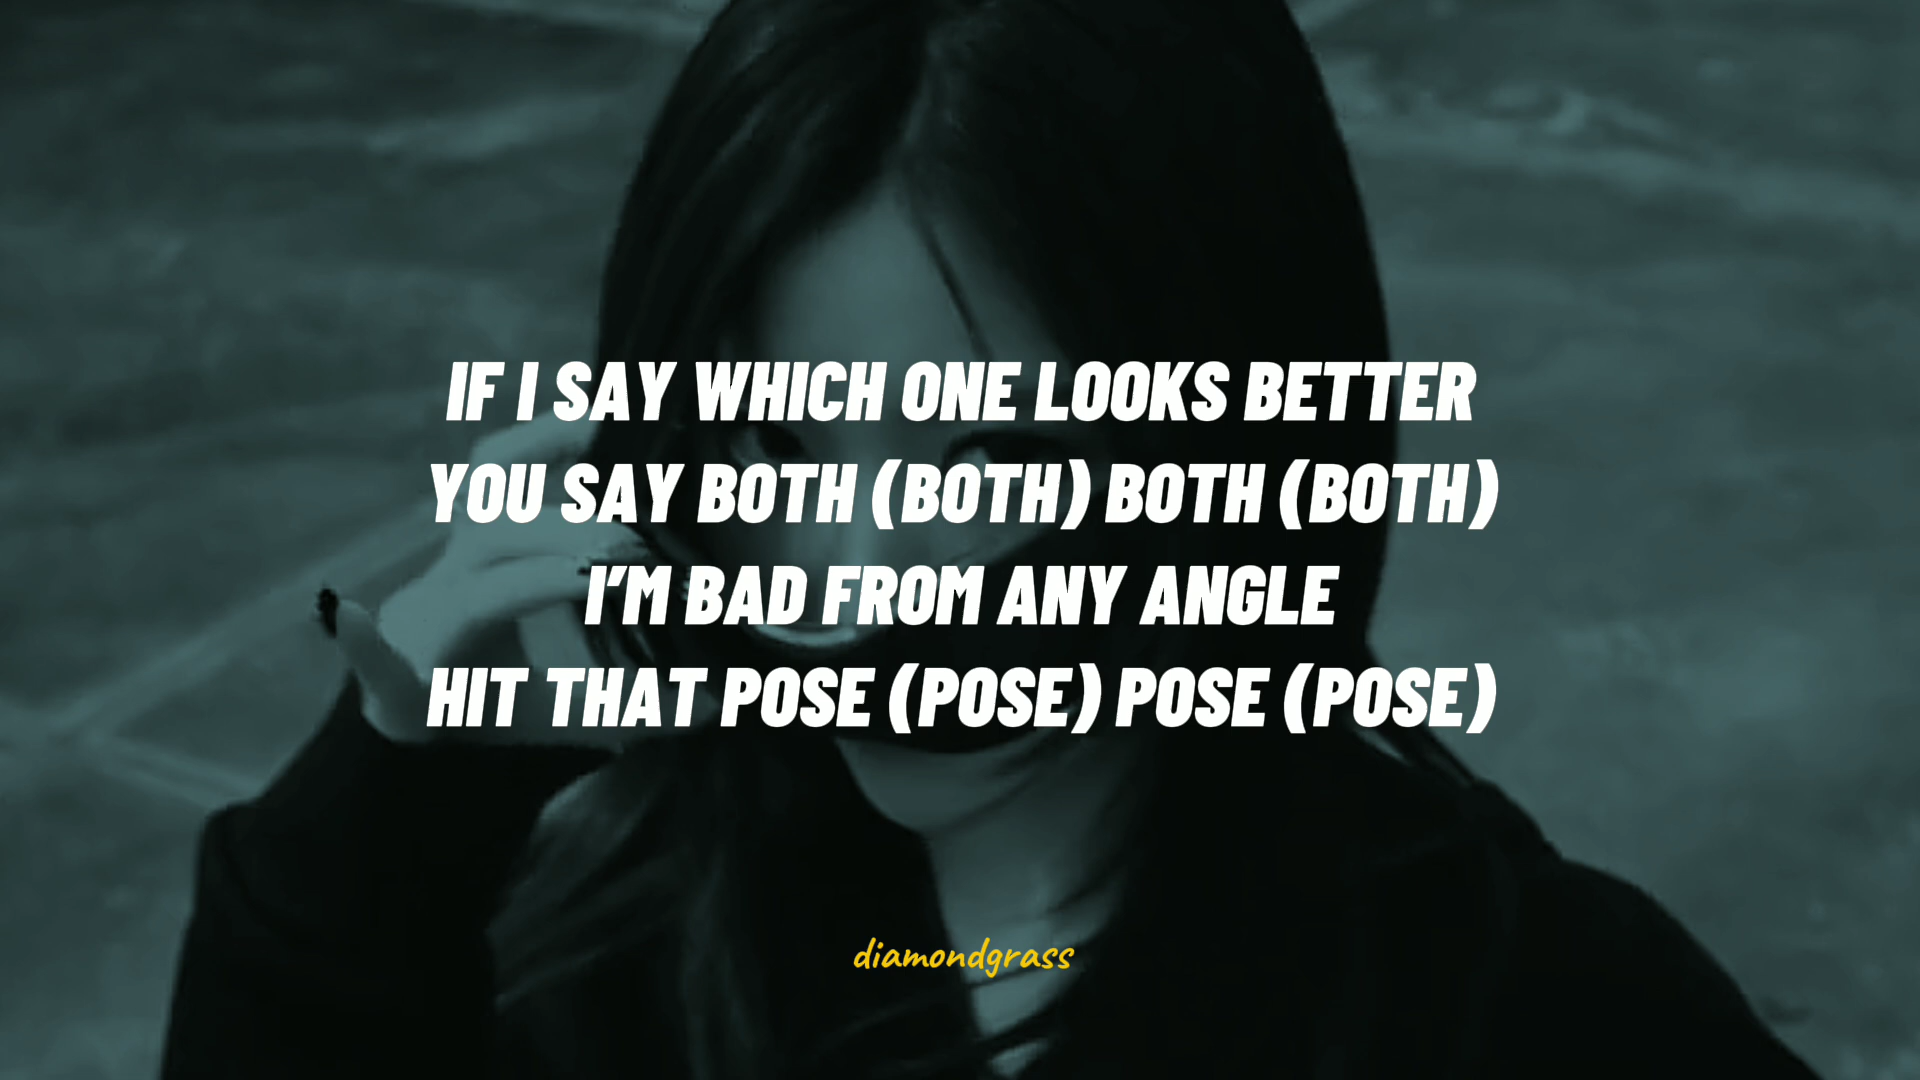 IF I SAY WHICH ONE LOOKS BETTER
YOU SAY BOTH (BOTH) BOTH (BOTH)
I'M BAD FROM ANY ANGLE
HIT THAT POSE (POSE) POSE (POSE)
diamondgrass